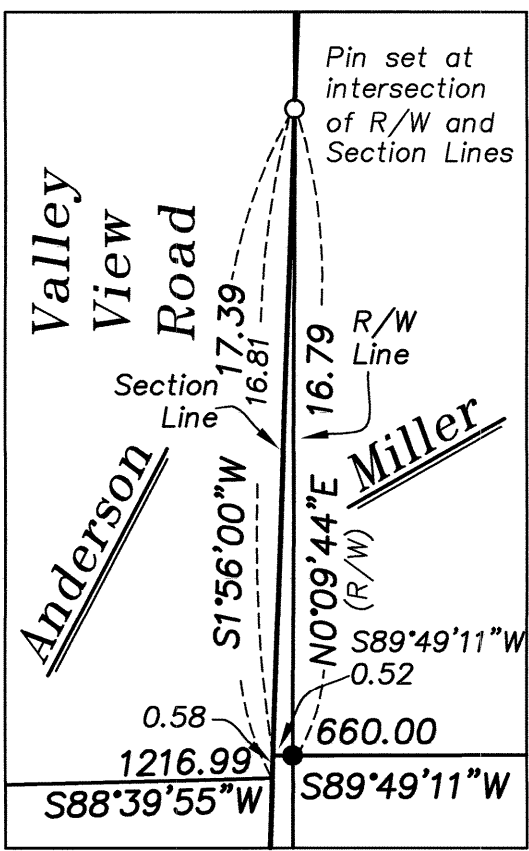 Pin set at
intersection
of R/W and
Section Lines
Valley
View
Road
17.39
16.81
16.79
R/W
Line
Section
Line
Anderson
Miller
S1°56'00"W
N0°09'44"E
(R/W)
S89°49'11"W
0.52
0.58
660.00
1216.99
S88°39'55"W
S89°49'11"W